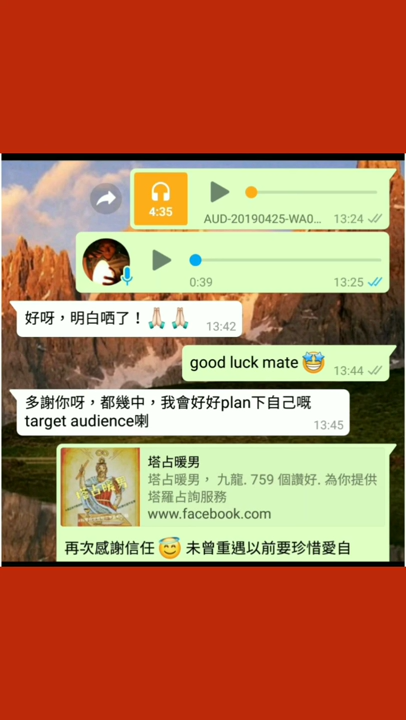 4:35
AUD-20190425-WA0...
13:24
0:39
13:25
好呀，明白晒了！🙏🏻 🙏🏻
13:42
good luck mate 🤩
13:44
多謝你呀，都幾中，我會好好plan下自己嘅
target audience喇
13:45
塔占暖男
塔占暖男
塔占暖男， 九龍. 759 個讚好. 為你提供
塔羅占詢服務
www.facebook.com
再次感謝信任 😇 未曾重遇以前要珍惜愛自